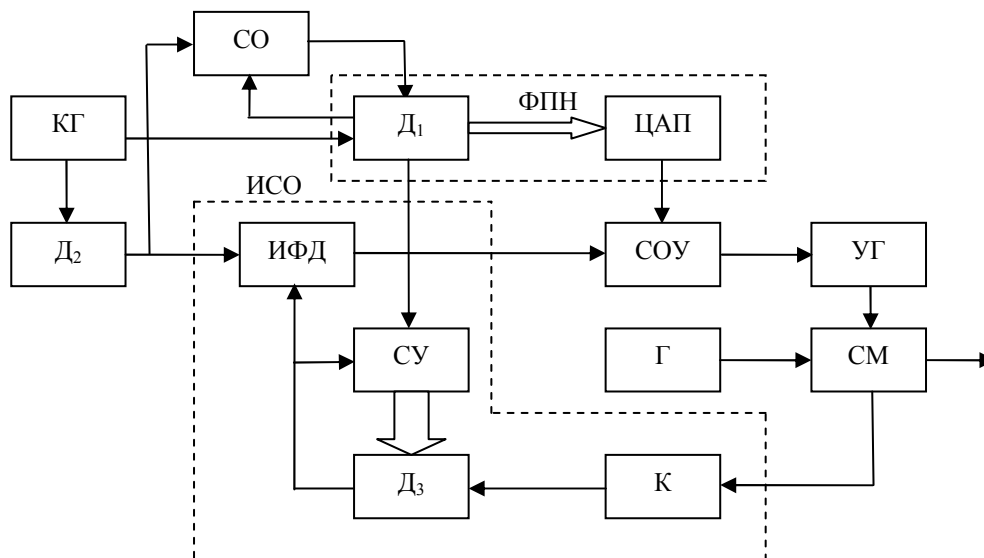 СО
ФПН
КГ
Д₁
ЦАП
ИСО
Д₂
ИФД
СОУ
УГ
СУ
Г
СМ
Д₃
К